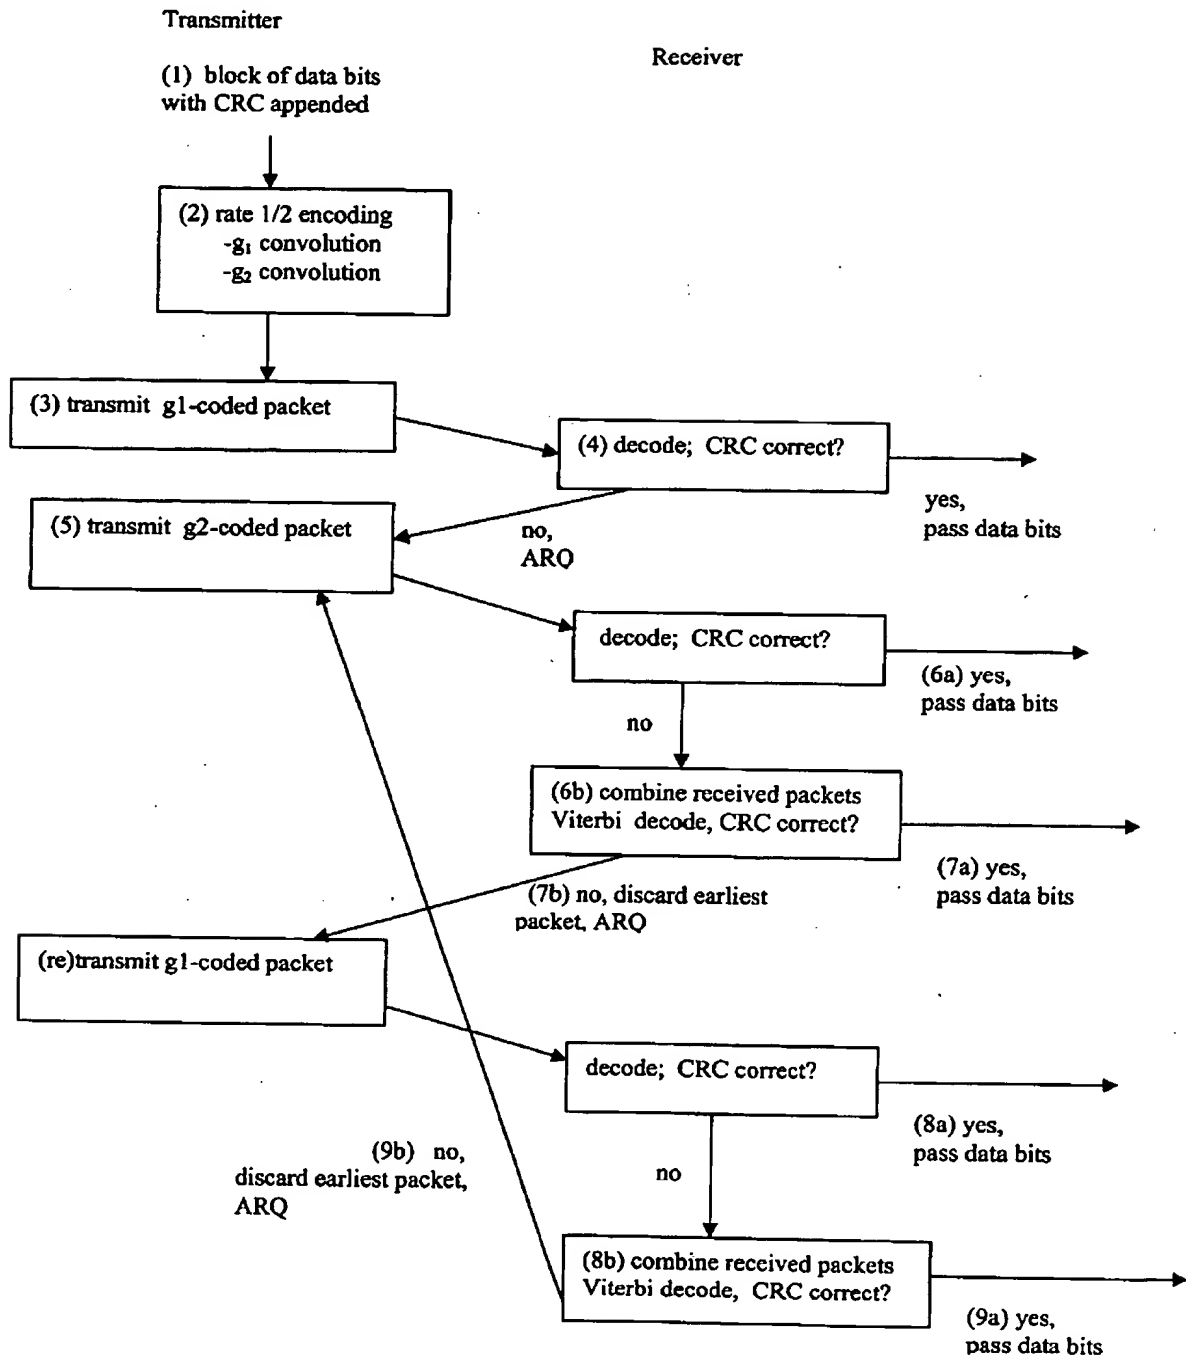 Transmitter
Receiver
(1) block of data bits
with CRC appended
(2) rate 1/2 encoding
-g₁ convolution
-g₂ convolution
(3) transmit g1-coded packet
(4) decode; CRC correct?
yes,
pass data bits
no,
ARQ
(5) transmit g2-coded packet
decode; CRC correct?
(6a) yes,
pass data bits
no
(6b) combine received packets
Viterbi decode, CRC correct?
(7a) yes,
pass data bits
(7b) no, discard earliest
packet, ARQ
(re)transmit g1-coded packet
decode; CRC correct?
(8a) yes,
pass data bits
no
(9b) no,
discard earliest packet,
ARQ
(8b) combine received packets
Viterbi decode, CRC correct?
(9a) yes,
pass data bits